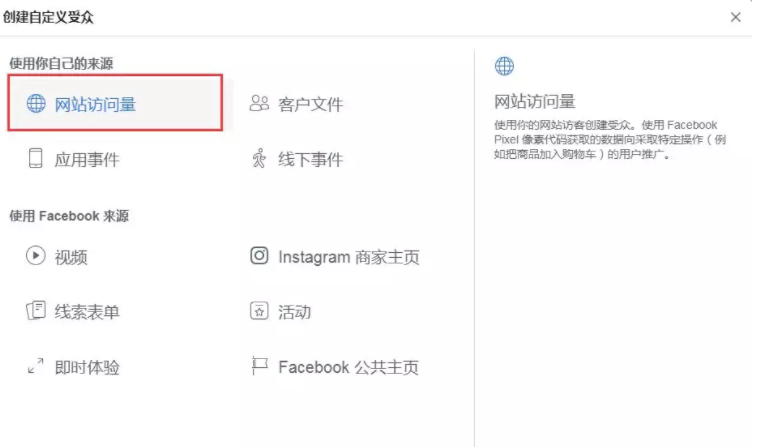 创建自定义受众
使用你自己的来源
网站访问量
客户文件
应用事件
线下事件
使用 Facebook 来源
视频
Instagram 商家主页
线索表单
活动
即时体验
Facebook 公共主页
网站访问量
使用你的网站访客创建受众。使用 Facebook
Pixel 像素代码获取的数据向采取特定操作（例
如把商品加入购物车）的用户推广。